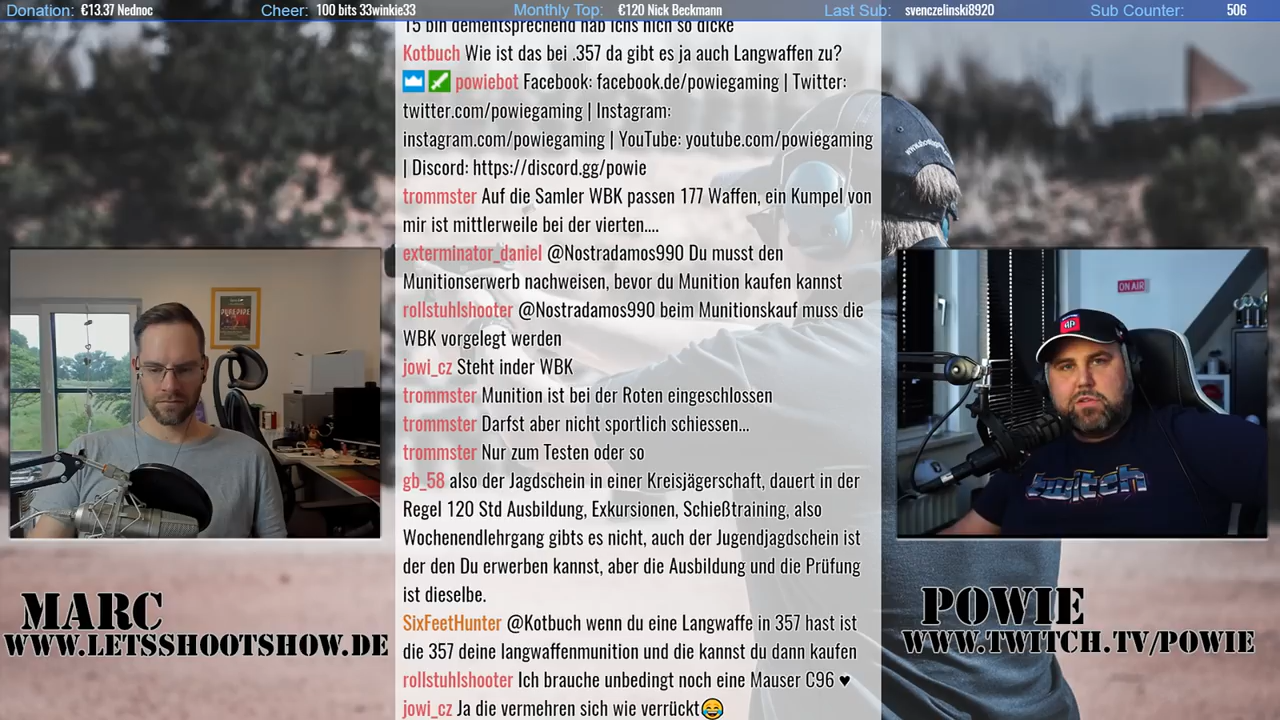 Donation: €13.37 Nednoc Cheer: 100 bits 33winkie33 Monthly Top: €120 Nick Beckmann Last Sub: svenczelinski8920 Sub Counter: 506
15 bin dementsprechend hab ichs nich so dicke
Kotbuch Wie ist das bei .357 da gibt es ja auch Langwaffen zu?
powiebot Facebook: facebook.de/powiegaming | Twitter:
twitter.com/powiegaming | Instagram:
instagram.com/powiegaming | YouTube: youtube.com/powiegaming
| Discord: https://discord.gg/powie
trommster Auf die Samler WBK passen 177 Waffen, ein Kumpel von
mir ist mittlerweile bei der vierten....
exterminator_daniel @Nostradamos990 Du musst den
Munitionserwerb nachweisen, bevor du Munition kaufen kannst
rollstuhlshooter @Nostradamos990 beim Munitionskauf muss die
WBK vorgelegt werden
jowi_cz Steht inder WBK
trommster Munition ist bei der Roten eingeschlossen
trommster Darfst aber nicht sportlich schiessen...
trommster Nur zum Testen oder so
gb_58 also der Jagdschein in einer Kreisjägerschaft, dauert in der
Regel 120 Std Ausbildung, Exkursionen, Schießtraining, also
Wochenendlehrgang gibts es nicht, auch der Jugendjagdschein ist
der den Du erwerben kannst, aber die Ausbildung und die Prüfung
ist dieselbe.
SixFeetHunter @Kotbuch wenn du eine Langwaffe in 357 hast ist
die 357 deine langwaffenmunition und die kannst du dann kaufen
rollstuhlshooter Ich brauche unbedingt noch eine Mauser C96 ♥
jowi_cz Ja die vermehren sich wie verrückt😂
MARC
WWW.LETSSHOOTSHOW.DE
ON AIR
twitch
POWIE
WWW.TWITCH.TV/POWIE